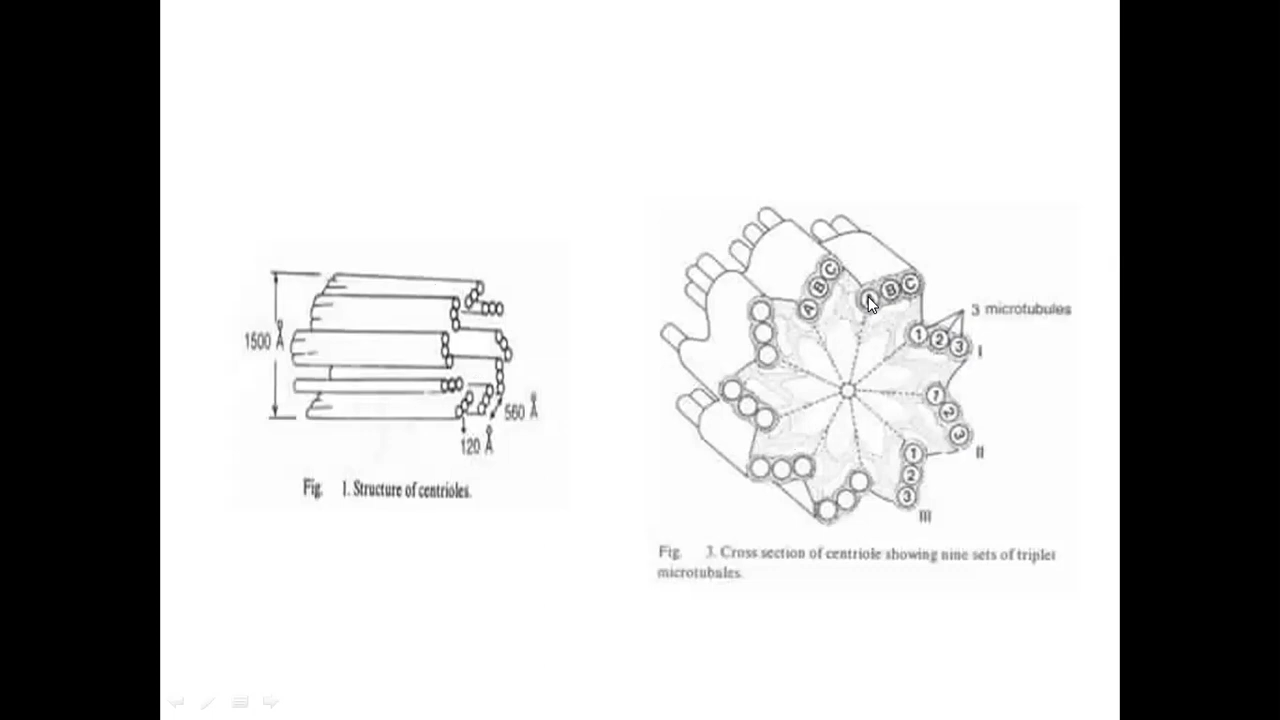 1500 Å
560 Å
120 Å
Fig. 1. Structure of centrioles.
A B C
A B C
3 microtubules
1 2 3
I
1 2 3
II
1 2 3
III
Fig. 3. Cross section of centriole showing nine sets of triplet
microtubules.